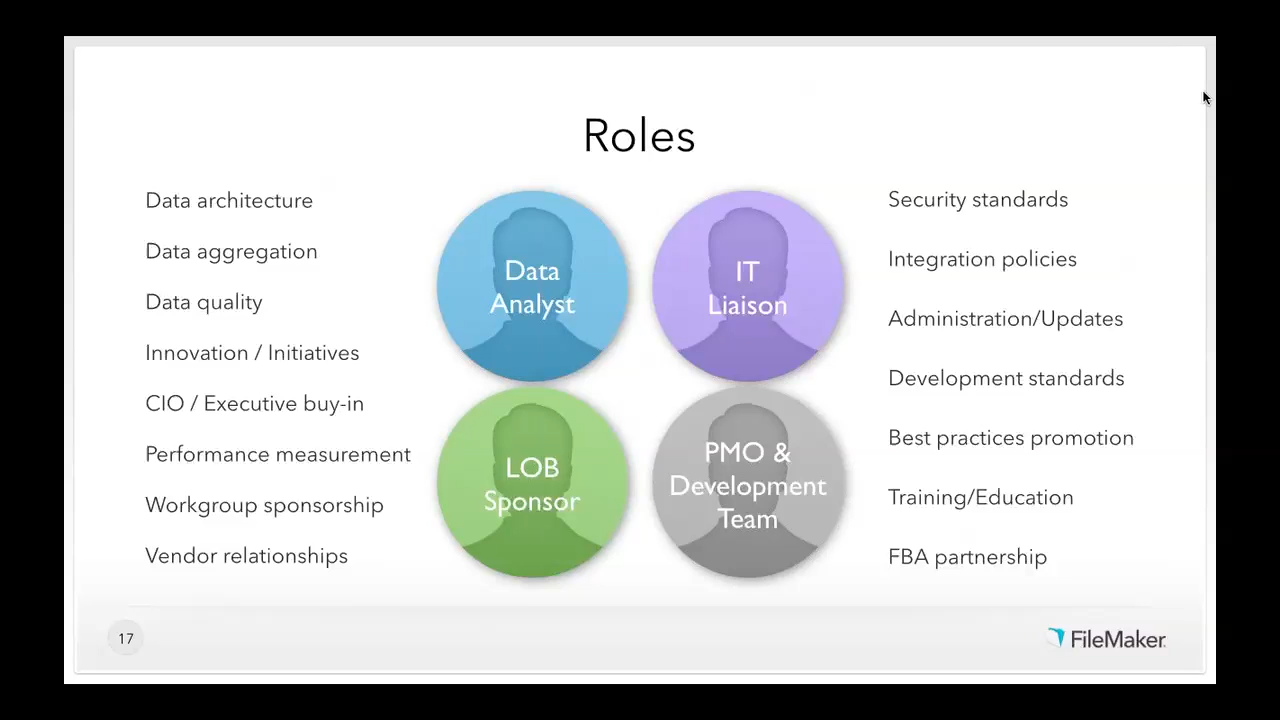 Roles
Data architecture
Data aggregation
Data quality
Innovation / Initiatives
CIO / Executive buy-in
Performance measurement
Workgroup sponsorship
Vendor relationships
Data
Analyst
IT
Liaison
LOB
Sponsor
PMO &
Development
Team
Security standards
Integration policies
Administration/Updates
Development standards
Best practices promotion
Training/Education
FBA partnership
17
FileMaker